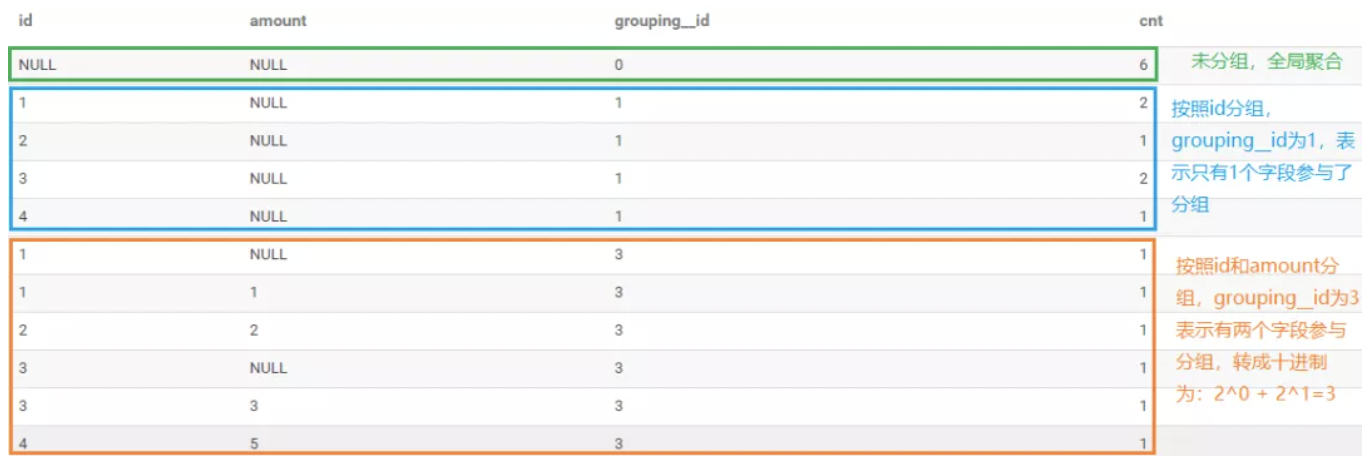 id amount grouping__id cnt
NULL NULL 0 6
未分组，全局聚合
1 NULL 1 2
2 NULL 1 1
3 NULL 1 2
4 NULL 1 1
按照id分组，
grouping__id为1，表
示只有1个字段参与了
分组
1 NULL 3 1
1 1 3 1
2 2 3 1
3 NULL 3 1
3 3 3 1
4 5 3 1
按照id和amount分
组，grouping__id为3
表示有两个字段参与
分组，转成十进制
为：2^0 + 2^1=3